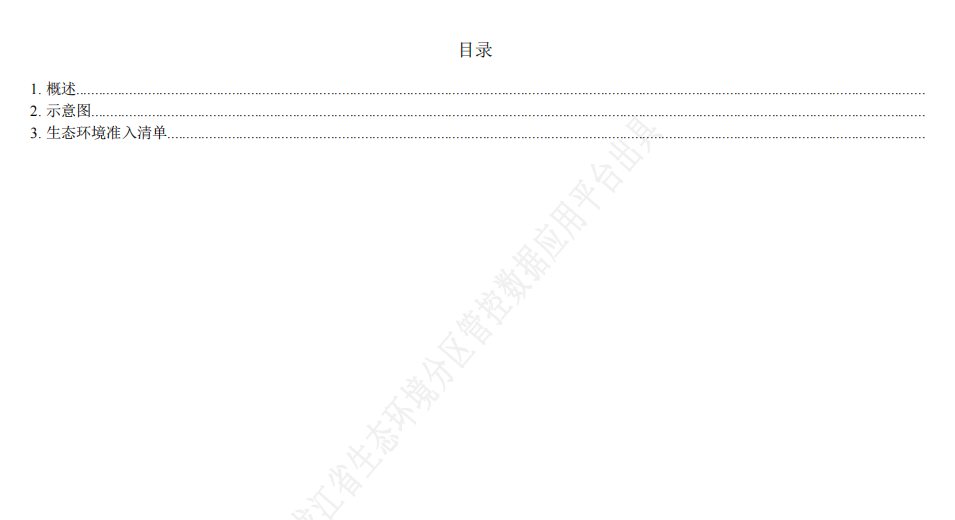 目录
1. 概述
2. 示意图
3. 生态环境准入清单
江省生态环境分区管控数据应用平台出具